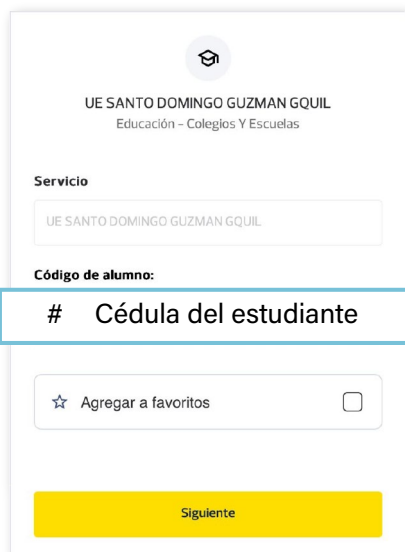 UE SANTO DOMINGO GUZMAN GQUIL
Educación - Colegios Y Escuelas
Servicio
UE SANTO DOMINGO GUZMAN GQUIL
Código de alumno:
# Cédula del estudiante
Agregar a favoritos
Siguiente